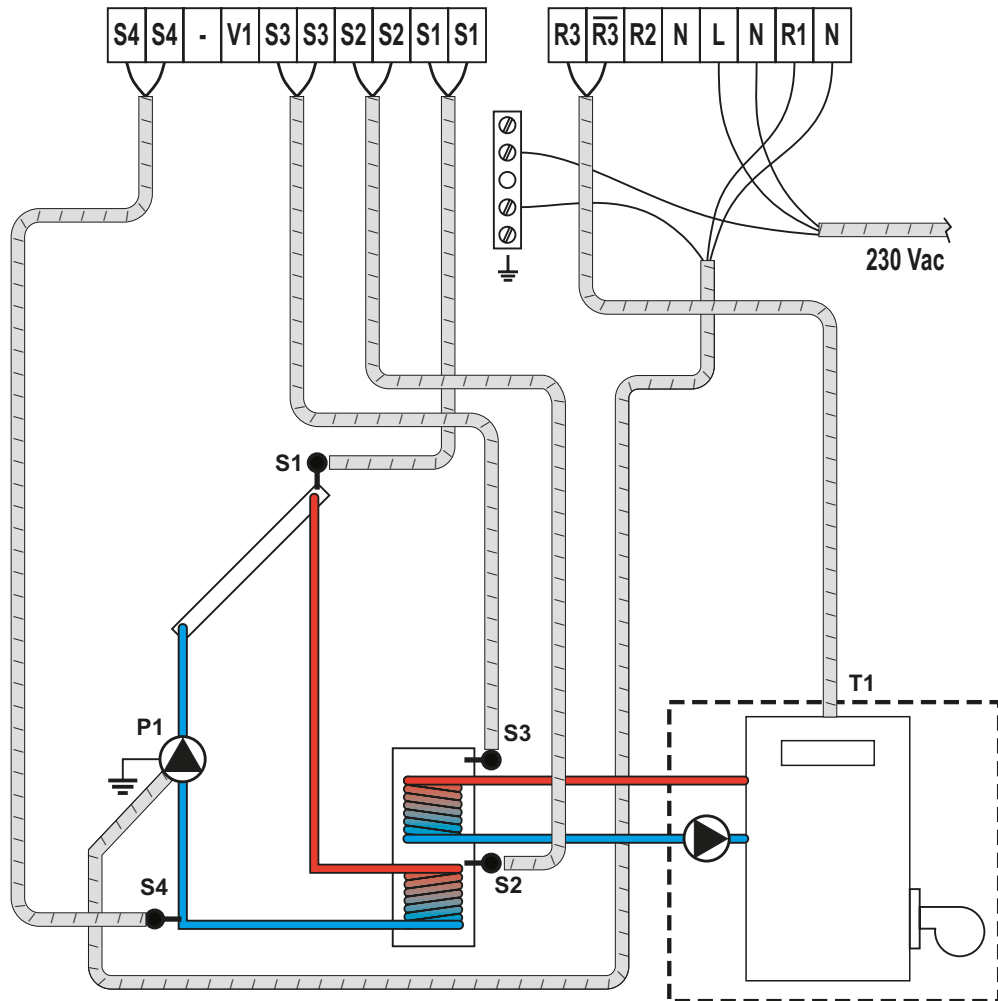 S4 S4 - V1 S3 S3 S2 S2 S1 S1
R3 R̅3̅ R2 N L N R1 N
230 Vac
S1
T1
P1
S3
S2
S4